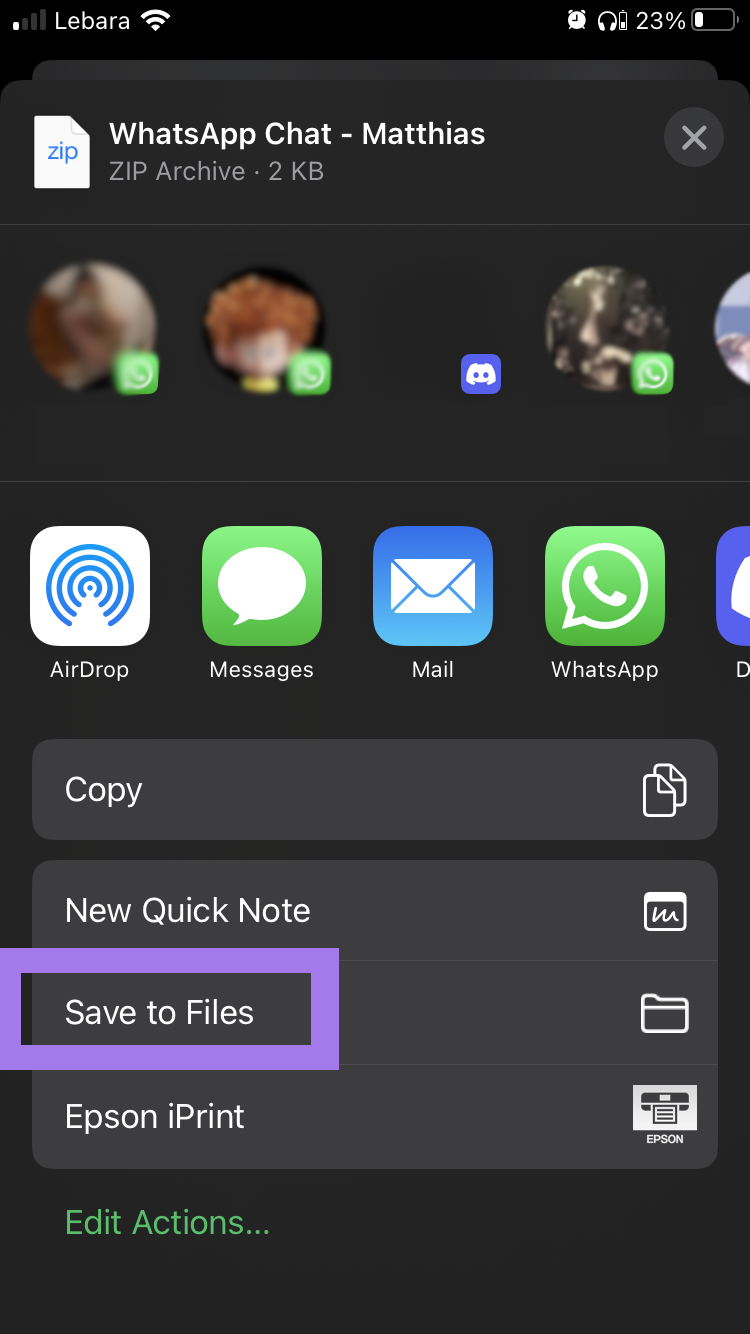 Lebara
23%
zip
WhatsApp Chat - Matthias
ZIP Archive · 2 KB
AirDrop
Messages
Mail
WhatsApp
D
Copy
New Quick Note
Save to Files
Epson iPrint
EPSON
Edit Actions...